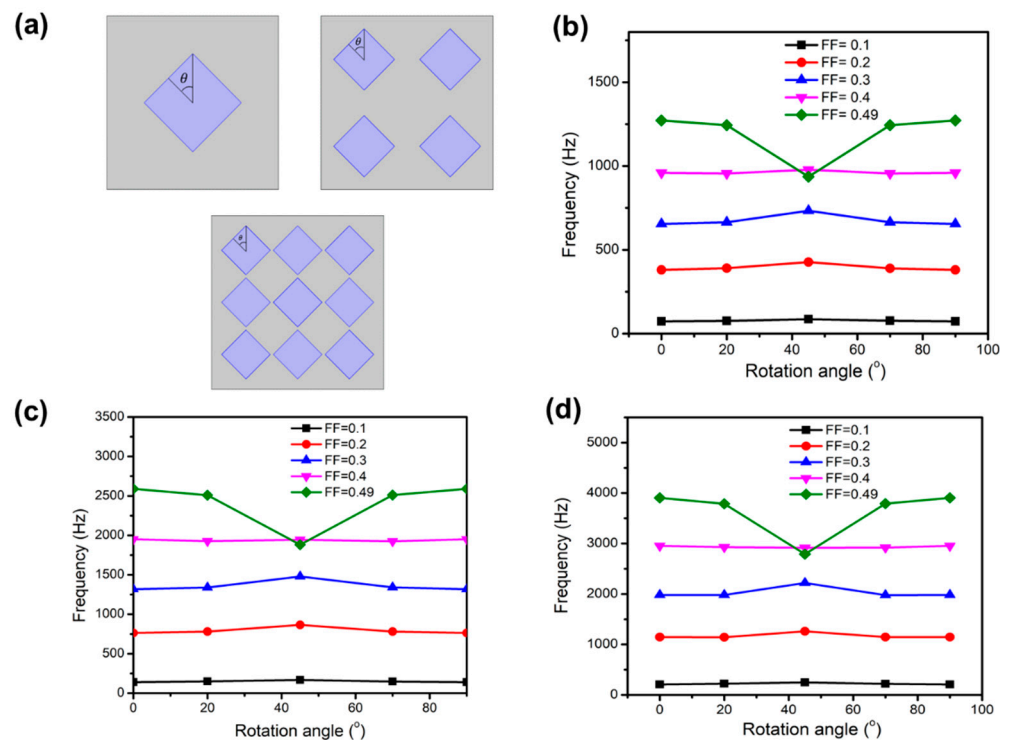 (a)
θ
θ
θ
(b)
FF= 0.1
FF= 0.2
FF= 0.3
FF= 0.4
FF= 0.49
1500
1000
500
0
Frequency (Hz)
0 20 40 60 80 100
Rotation angle (o)
(c)
FF=0.1
FF=0.2
FF=0.3
FF=0.4
FF=0.49
3500
3000
2500
2000
1500
1000
500
0
Frequency (Hz)
0 20 40 60 80
Rotation angle (o)
(d)
FF=0.1
FF=0.2
FF=0.3
FF=0.4
FF=0.49
5000
4000
3000
2000
1000
0
Frequency (Hz)
0 20 40 60 80 100
Rotation angle (o)